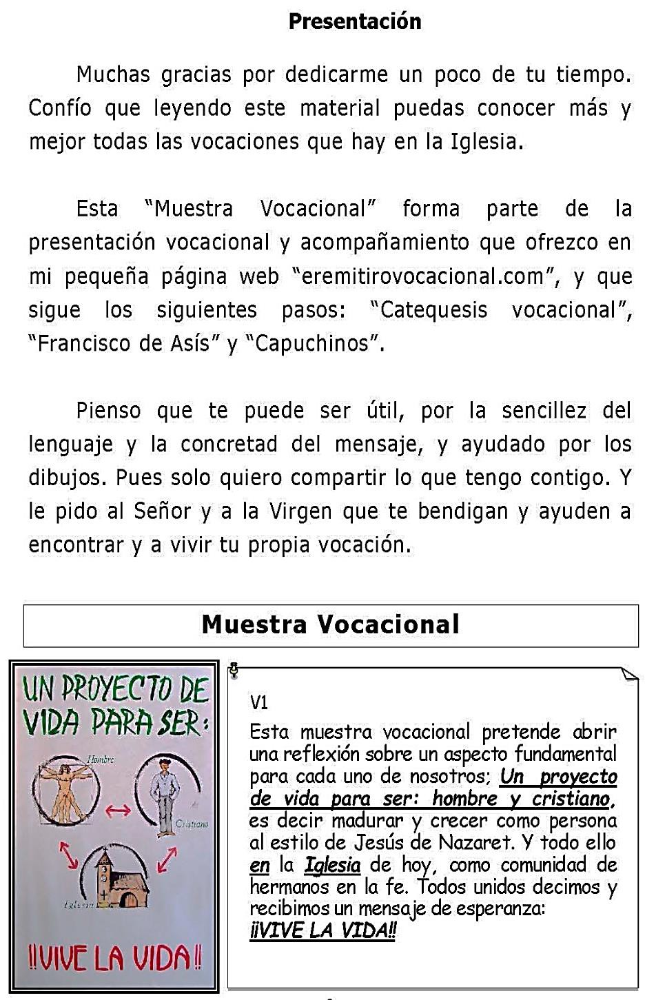 Presentación
Muchas gracias por dedicarme un poco de tu tiempo.
Confío que leyendo este material puedas conocer más y
mejor todas las vocaciones que hay en la Iglesia.
Esta “Muestra Vocacional” forma parte de la
presentación vocacional y acompañamiento que ofrezco en
mi pequeña página web “eremitirovocacional.com”, y que
sigue los siguientes pasos: “Catequesis vocacional”,
“Francisco de Asís” y “Capuchinos”.
Pienso que te puede ser útil, por la sencillez del
lenguaje y la concretad del mensaje, y ayudado por los
dibujos. Pues solo quiero compartir lo que tengo contigo. Y
le pido al Señor y a la Virgen que te bendigan y ayuden a
encontrar y a vivir tu propia vocación.
Muestra Vocacional
UN PROYECTO DE
VIDA PARA SER:
Hombre
Cristiano
Iglesia
!!VIVE LA VIDA!!
V1
Esta muestra vocacional pretende abrir
una reflexión sobre un aspecto fundamental
para cada uno de nosotros; Un proyecto
de vida para ser: hombre y cristiano,
es decir madurar y crecer como persona
al estilo de Jesús de Nazaret. Y todo ello
en la Iglesia de hoy, como comunidad de
hermanos en la fe. Todos unidos decimos y
recibimos un mensaje de esperanza:
¡¡VIVE LA VIDA!!